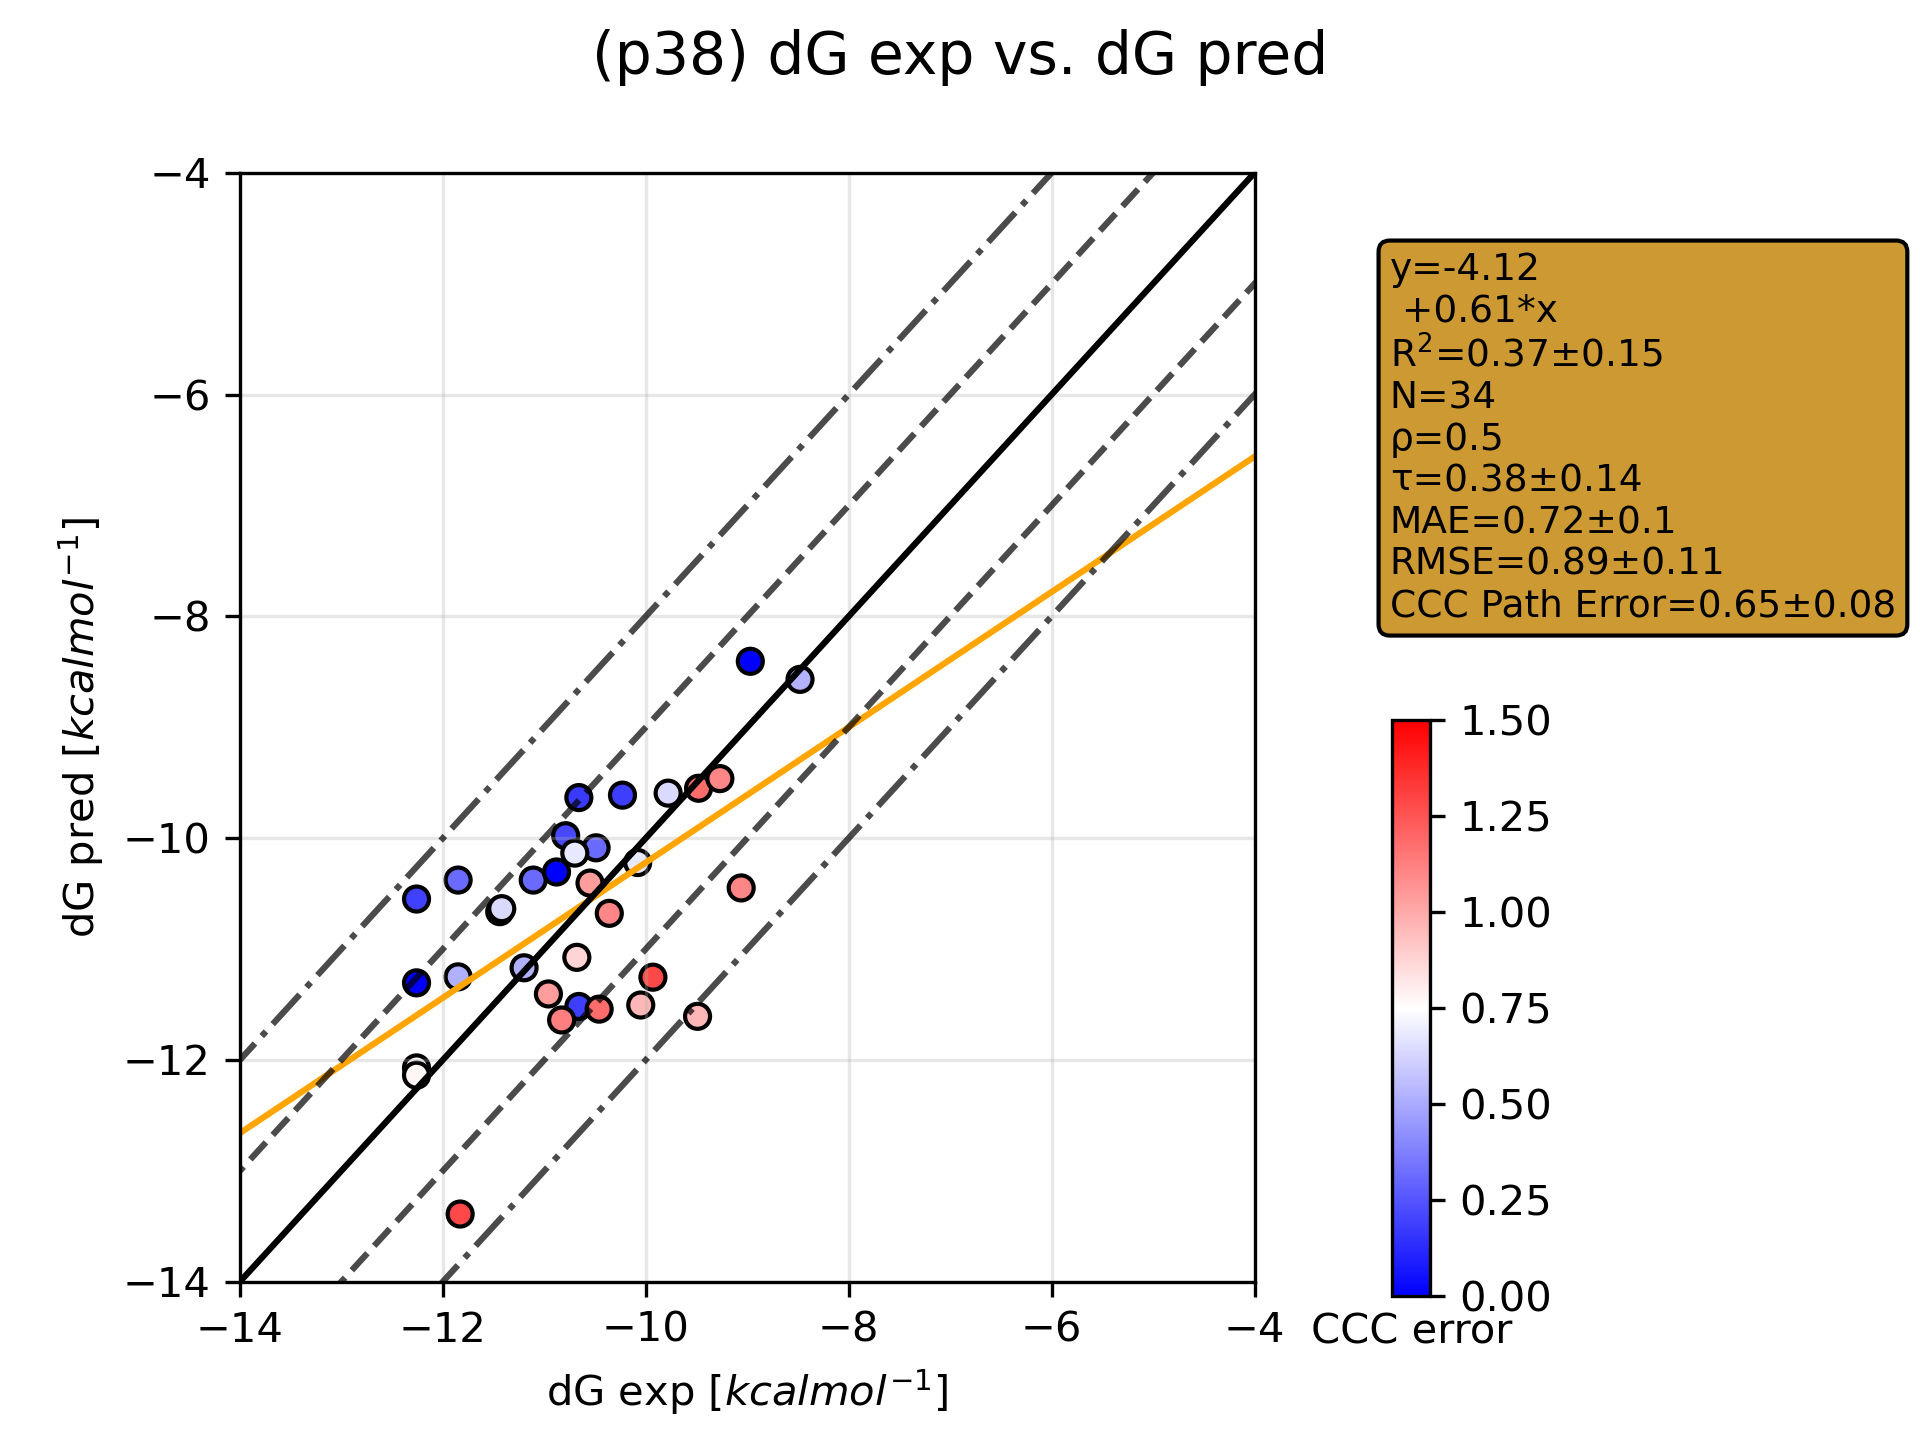 (p38) dG exp vs. dG pred
−4
−6
−8
−10
−12
−14
dG pred [kcalmol⁻¹]
−14 −12 −10 −8 −6 −4
dG exp [kcalmol⁻¹]
y=-4.12
+0.61*x
R²=0.37±0.15
N=34
ρ=0.5
τ=0.38±0.14
MAE=0.72±0.1
RMSE=0.89±0.11
CCC Path Error=0.65±0.08
1.50
1.25
1.00
0.75
0.50
0.25
0.00
CCC error